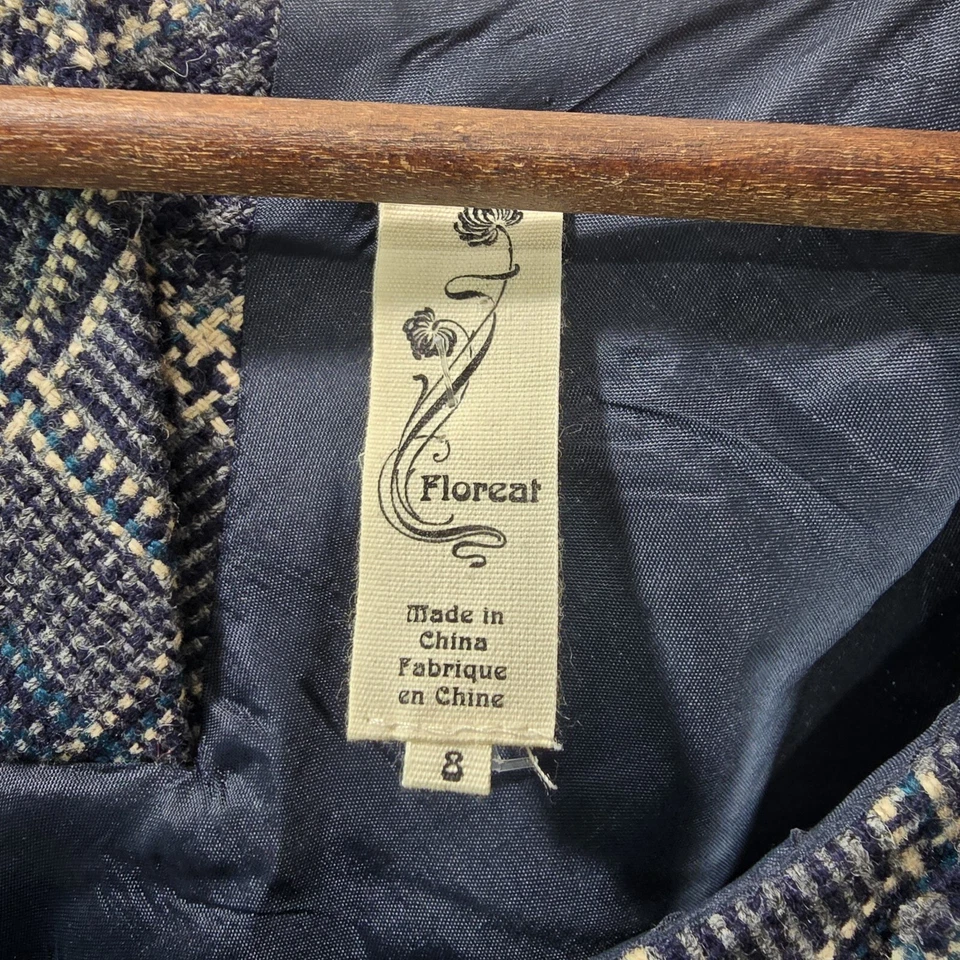 Floreat
Made in
China
Fabrique
en Chine
8